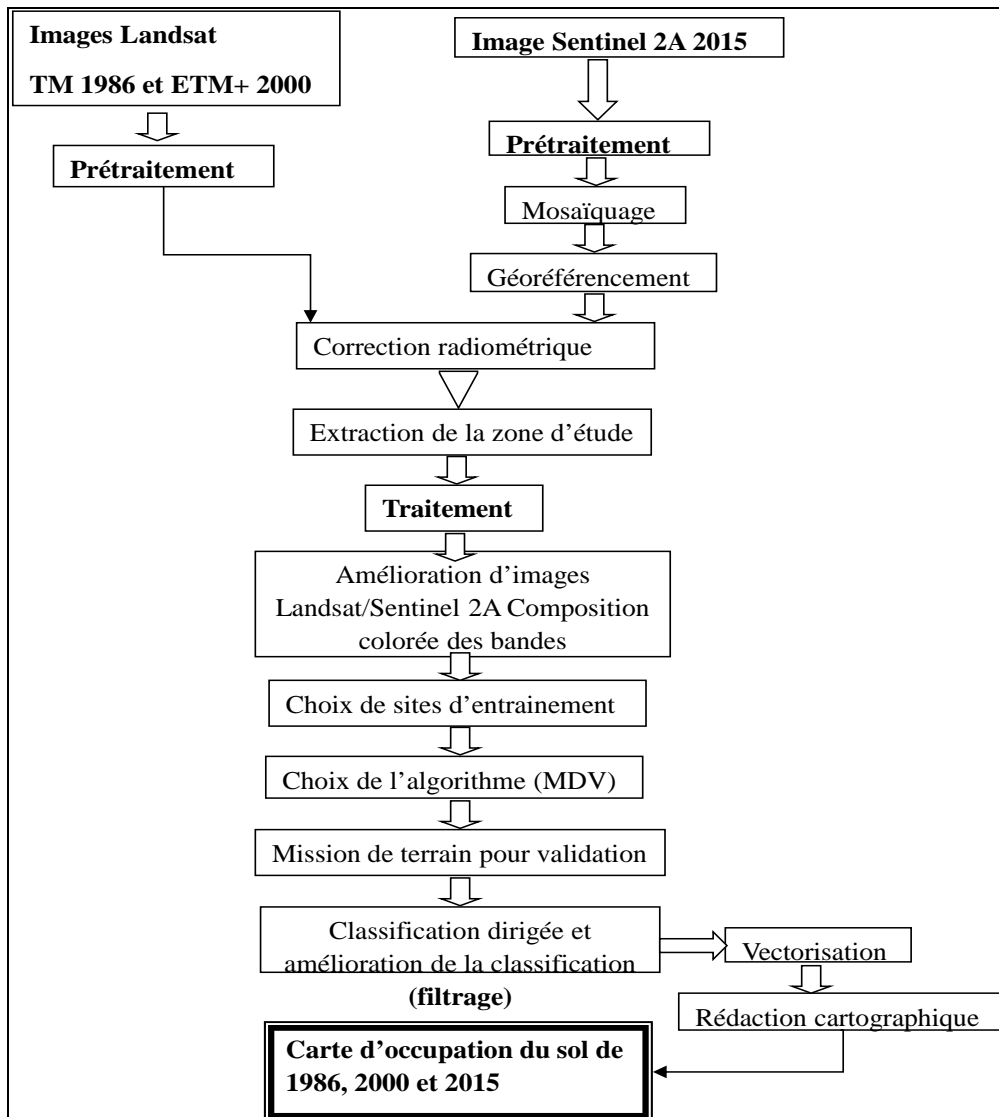 Images Landsat
TM 1986 et ETM+ 2000
Image Sentinel 2A 2015
Prétraitement
Prétraitement
Mosaïquage
Géoréférencement
Correction radiométrique
Extraction de la zone d’étude
Traitement
Amélioration d’images
Landsat/Sentinel 2A Composition
colorée des bandes
Choix de sites d’entrainement
Choix de l’algorithme (MDV)
Mission de terrain pour validation
Classification dirigée et
amélioration de la classification
(filtrage)
Vectorisation
Rédaction cartographique
Carte d’occupation du sol de
1986, 2000 et 2015